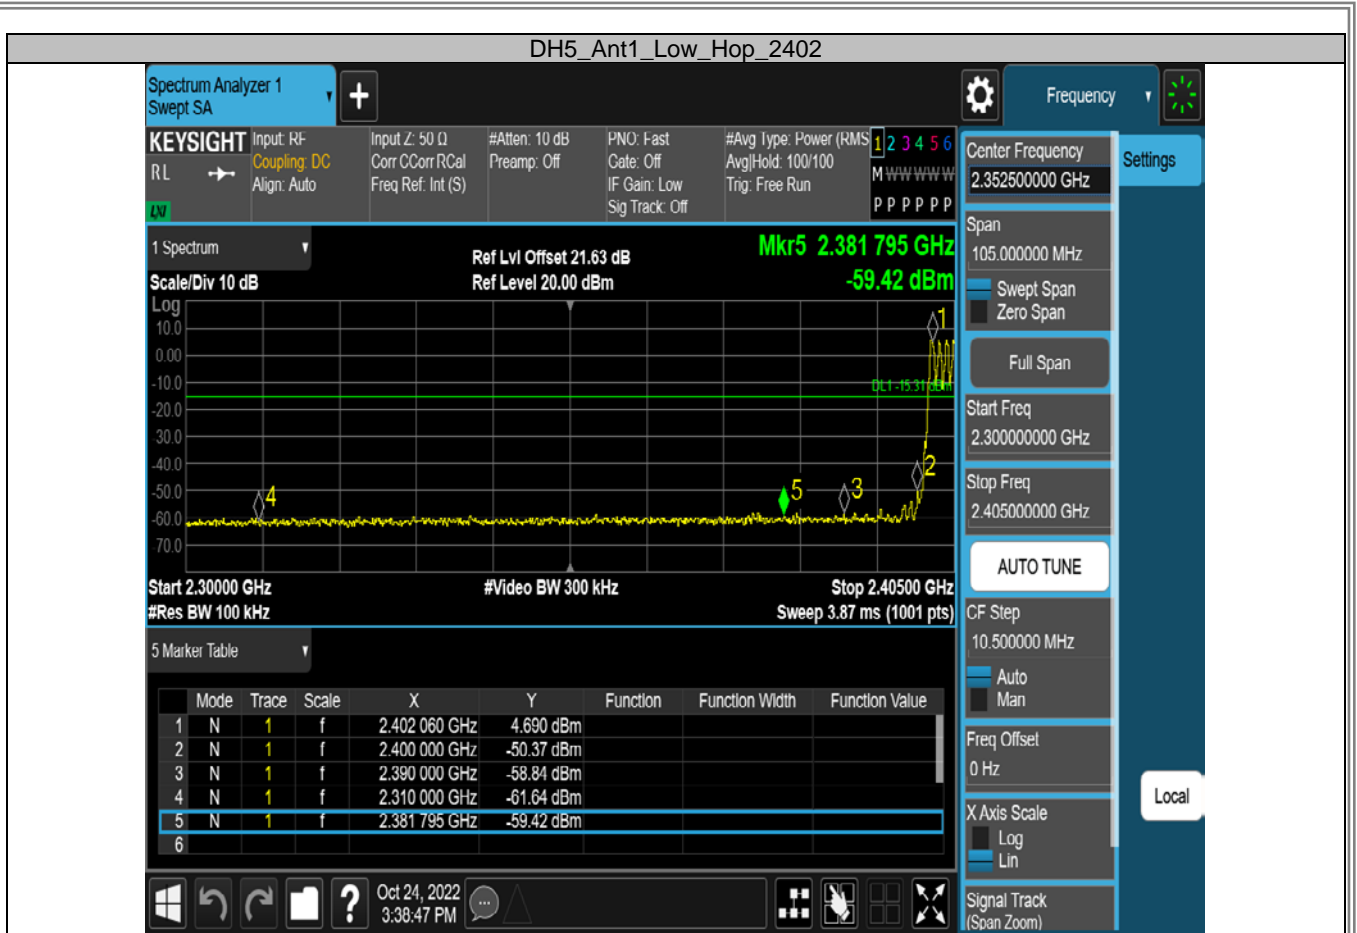 DH5_Ant1_Low_Hop_2402
Spectrum Analyzer 1
Swept SA
Frequency
KEYSIGHT
RL
LXI
Input: RF
Coupling: DC
Align: Auto
Input Z: 50 Ω
Corr CCorr RCal
Freq Ref: Int (S)
#Atten: 10 dB
Preamp: Off
PNO: Fast
Gate: Off
IF Gain: Low
Sig Track: Off
#Avg Type: Power (RMS
Avg|Hold: 100/100
Trig: Free Run
1 2 3 4 5 6
M W W W W W
P P P P P P
1 Spectrum
Scale/Div 10 dB
Ref Lvl Offset 21.63 dB
Ref Level 20.00 dBm
Mkr5 2.381 795 GHz
-59.42 dBm
Log
10.0
0.00
-10.0
-20.0
-30.0
-40.0
-50.0
-60.0
-70.0
DL1 -15.31 dBm
1
2
3
4
5
Start 2.30000 GHz
#Video BW 300 kHz
Stop 2.40500 GHz
#Res BW 100 kHz
Sweep 3.87 ms (1001 pts)
5 Marker Table
Mode Trace Scale X Y Function Function Width Function Value
1 N 1 f 2.402 060 GHz 4.690 dBm
2 N 1 f 2.400 000 GHz -50.37 dBm
3 N 1 f 2.390 000 GHz -58.84 dBm
4 N 1 f 2.310 000 GHz -61.64 dBm
5 N 1 f 2.381 795 GHz -59.42 dBm
6
Oct 24, 2022
3:38:47 PM
Center Frequency
2.352500000 GHz
Settings
Span
105.000000 MHz
Swept Span
Zero Span
Full Span
Start Freq
2.300000000 GHz
Stop Freq
2.405000000 GHz
AUTO TUNE
CF Step
10.500000 MHz
Auto
Man
Freq Offset
0 Hz
X Axis Scale
Log
Lin
Local
Signal Track
(Span Zoom)